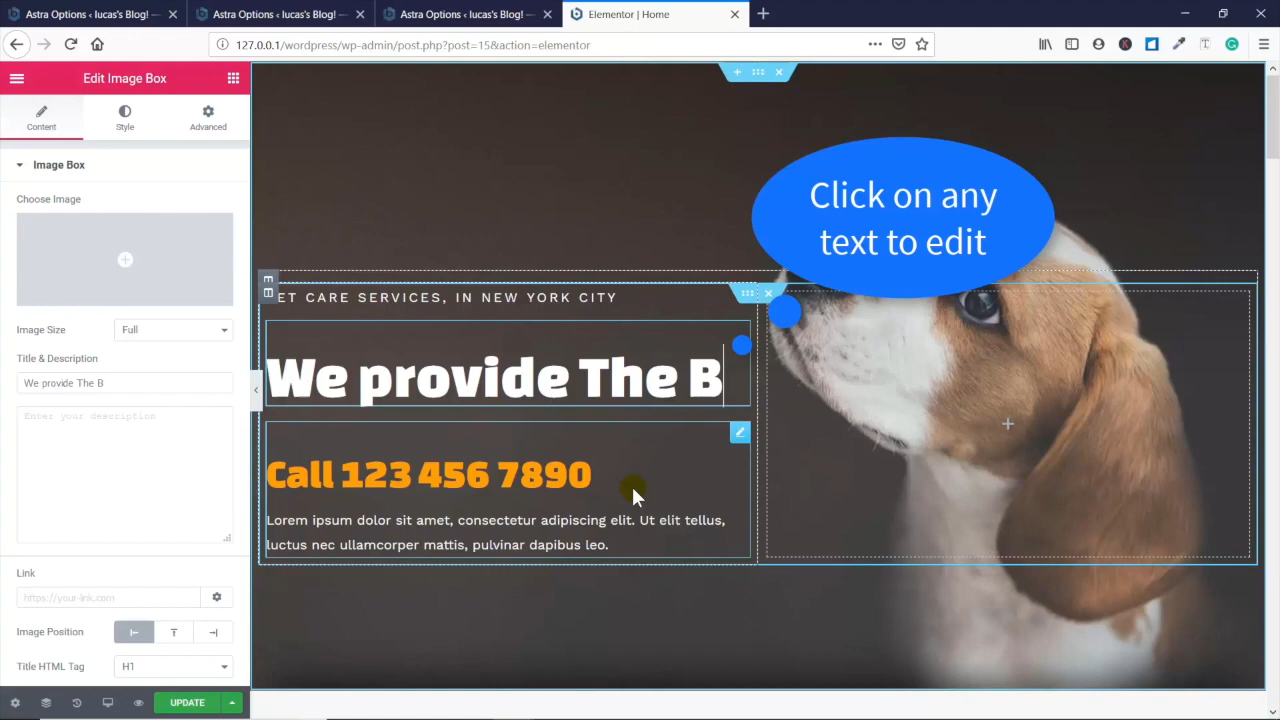 Astra Options ‹ lucas's Blog! —
Astra Options ‹ lucas's Blog! —
Astra Options ‹ lucas's Blog! —
Elementor | Home
127.0.0.1/wordpress/wp-admin/post.php?post=15&action=elementor
Edit Image Box
Content
Style
Advanced
Image Box
Choose Image
Image Size
Full
Title & Description
We provide The B
Enter your description
Link
https://your-link.com
Image Position
Title HTML Tag
H1
UPDATE
Click on any
text to edit
ET CARE SERVICES, IN NEW YORK CITY
We provide The B
Call 123 456 7890
Lorem ipsum dolor sit amet, consectetur adipiscing elit. Ut elit tellus,
luctus nec ullamcorper mattis, pulvinar dapibus leo.